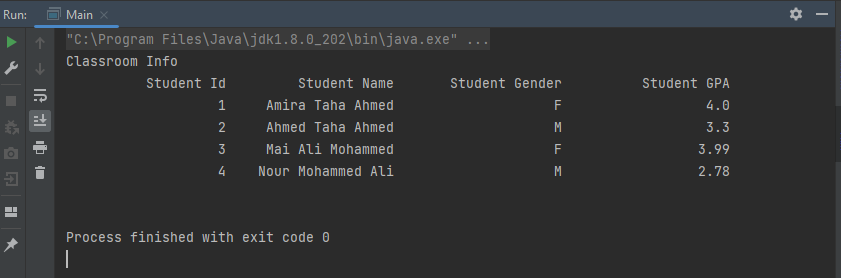 Run: Main
"C:\Program Files\Java\jdk1.8.0_202\bin\java.exe" ...
Classroom Info
Student Id Student Name Student Gender Student GPA
1 Amira Taha Ahmed F 4.0
2 Ahmed Taha Ahmed M 3.3
3 Mai Ali Mohammed F 3.99
4 Nour Mohammed Ali M 2.78
Process finished with exit code 0